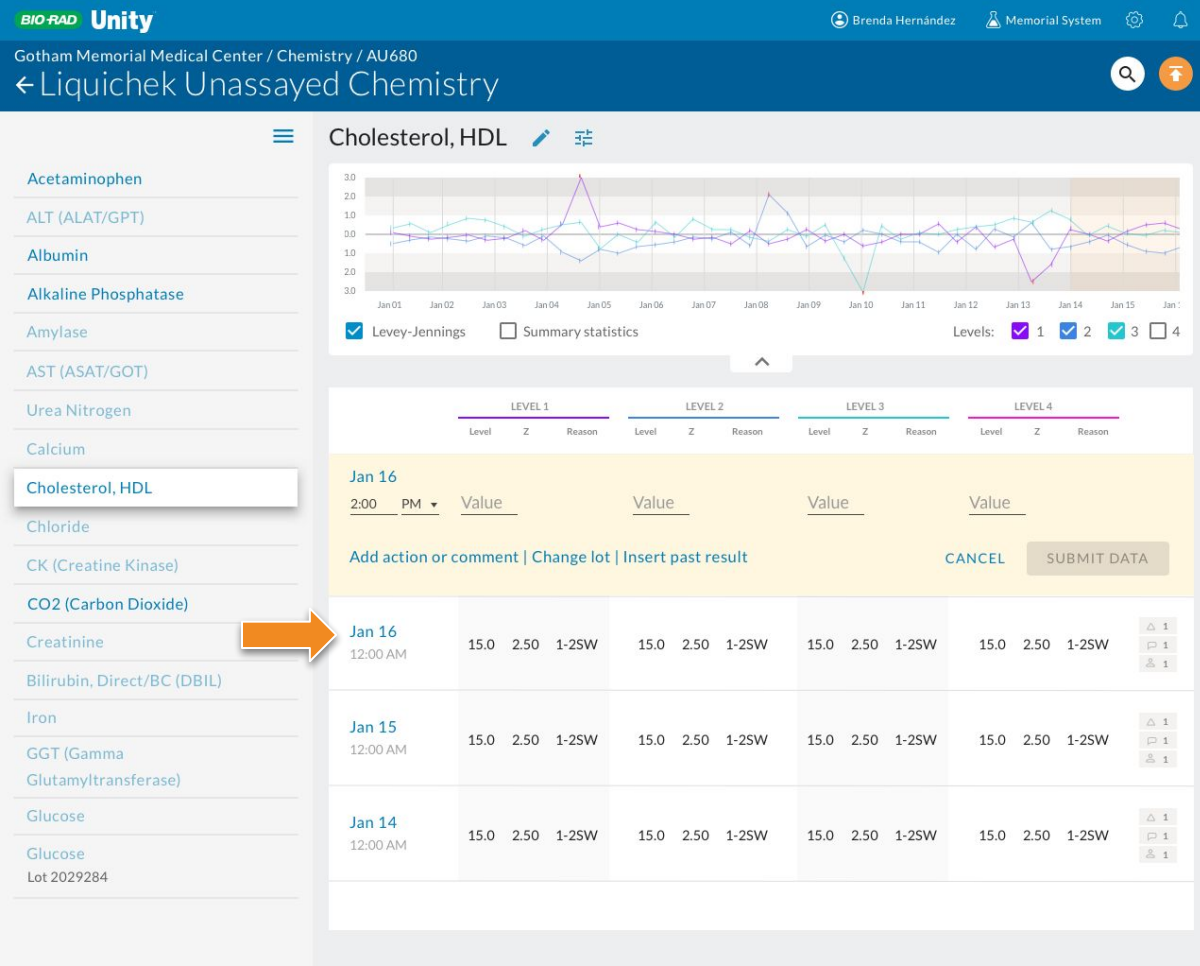 BIO-RAD Unity
Brenda Hernández
Memorial System
Gotham Memorial Medical Center / Chemistry / AU680
Liquichek Unassayed Chemistry
Acetaminophen
ALT (ALAT/GPT)
Albumin
Alkaline Phosphatase
Amylase
AST (ASAT/GOT)
Urea Nitrogen
Calcium
Cholesterol, HDL
Chloride
CK (Creatine Kinase)
CO2 (Carbon Dioxide)
Creatinine
Bilirubin, Direct/BC (DBIL)
Iron
GGT (Gamma
Glutamyltransferase)
Glucose
Glucose
Lot 2029284
Cholesterol, HDL
3.0
2.0
1.0
0.0
1.0
2.0
3.0
Jan 01 Jan 02 Jan 03 Jan 04 Jan 05 Jan 06 Jan 07 Jan 08 Jan 09 Jan 10 Jan 11 Jan 12 Jan 13 Jan 14 Jan 15 Jan
Levey-Jennings Summary statistics Levels: 1 2 3 4
LEVEL 1 LEVEL 2 LEVEL 3 LEVEL 4
Level Z Reason Level Z Reason Level Z Reason Level Z Reason
Jan 16
2:00 PM Value Value Value Value
Add action or comment | Change lot | Insert past result CANCEL SUBMIT DATA
Jan 16
12:00 AM
15.0 2.50 1-2SW 15.0 2.50 1-2SW 15.0 2.50 1-2SW 15.0 2.50 1-2SW
1
1
1
Jan 15
12:00 AM
15.0 2.50 1-2SW 15.0 2.50 1-2SW 15.0 2.50 1-2SW 15.0 2.50 1-2SW
1
1
1
Jan 14
12:00 AM
15.0 2.50 1-2SW 15.0 2.50 1-2SW 15.0 2.50 1-2SW 15.0 2.50 1-2SW
1
1
1